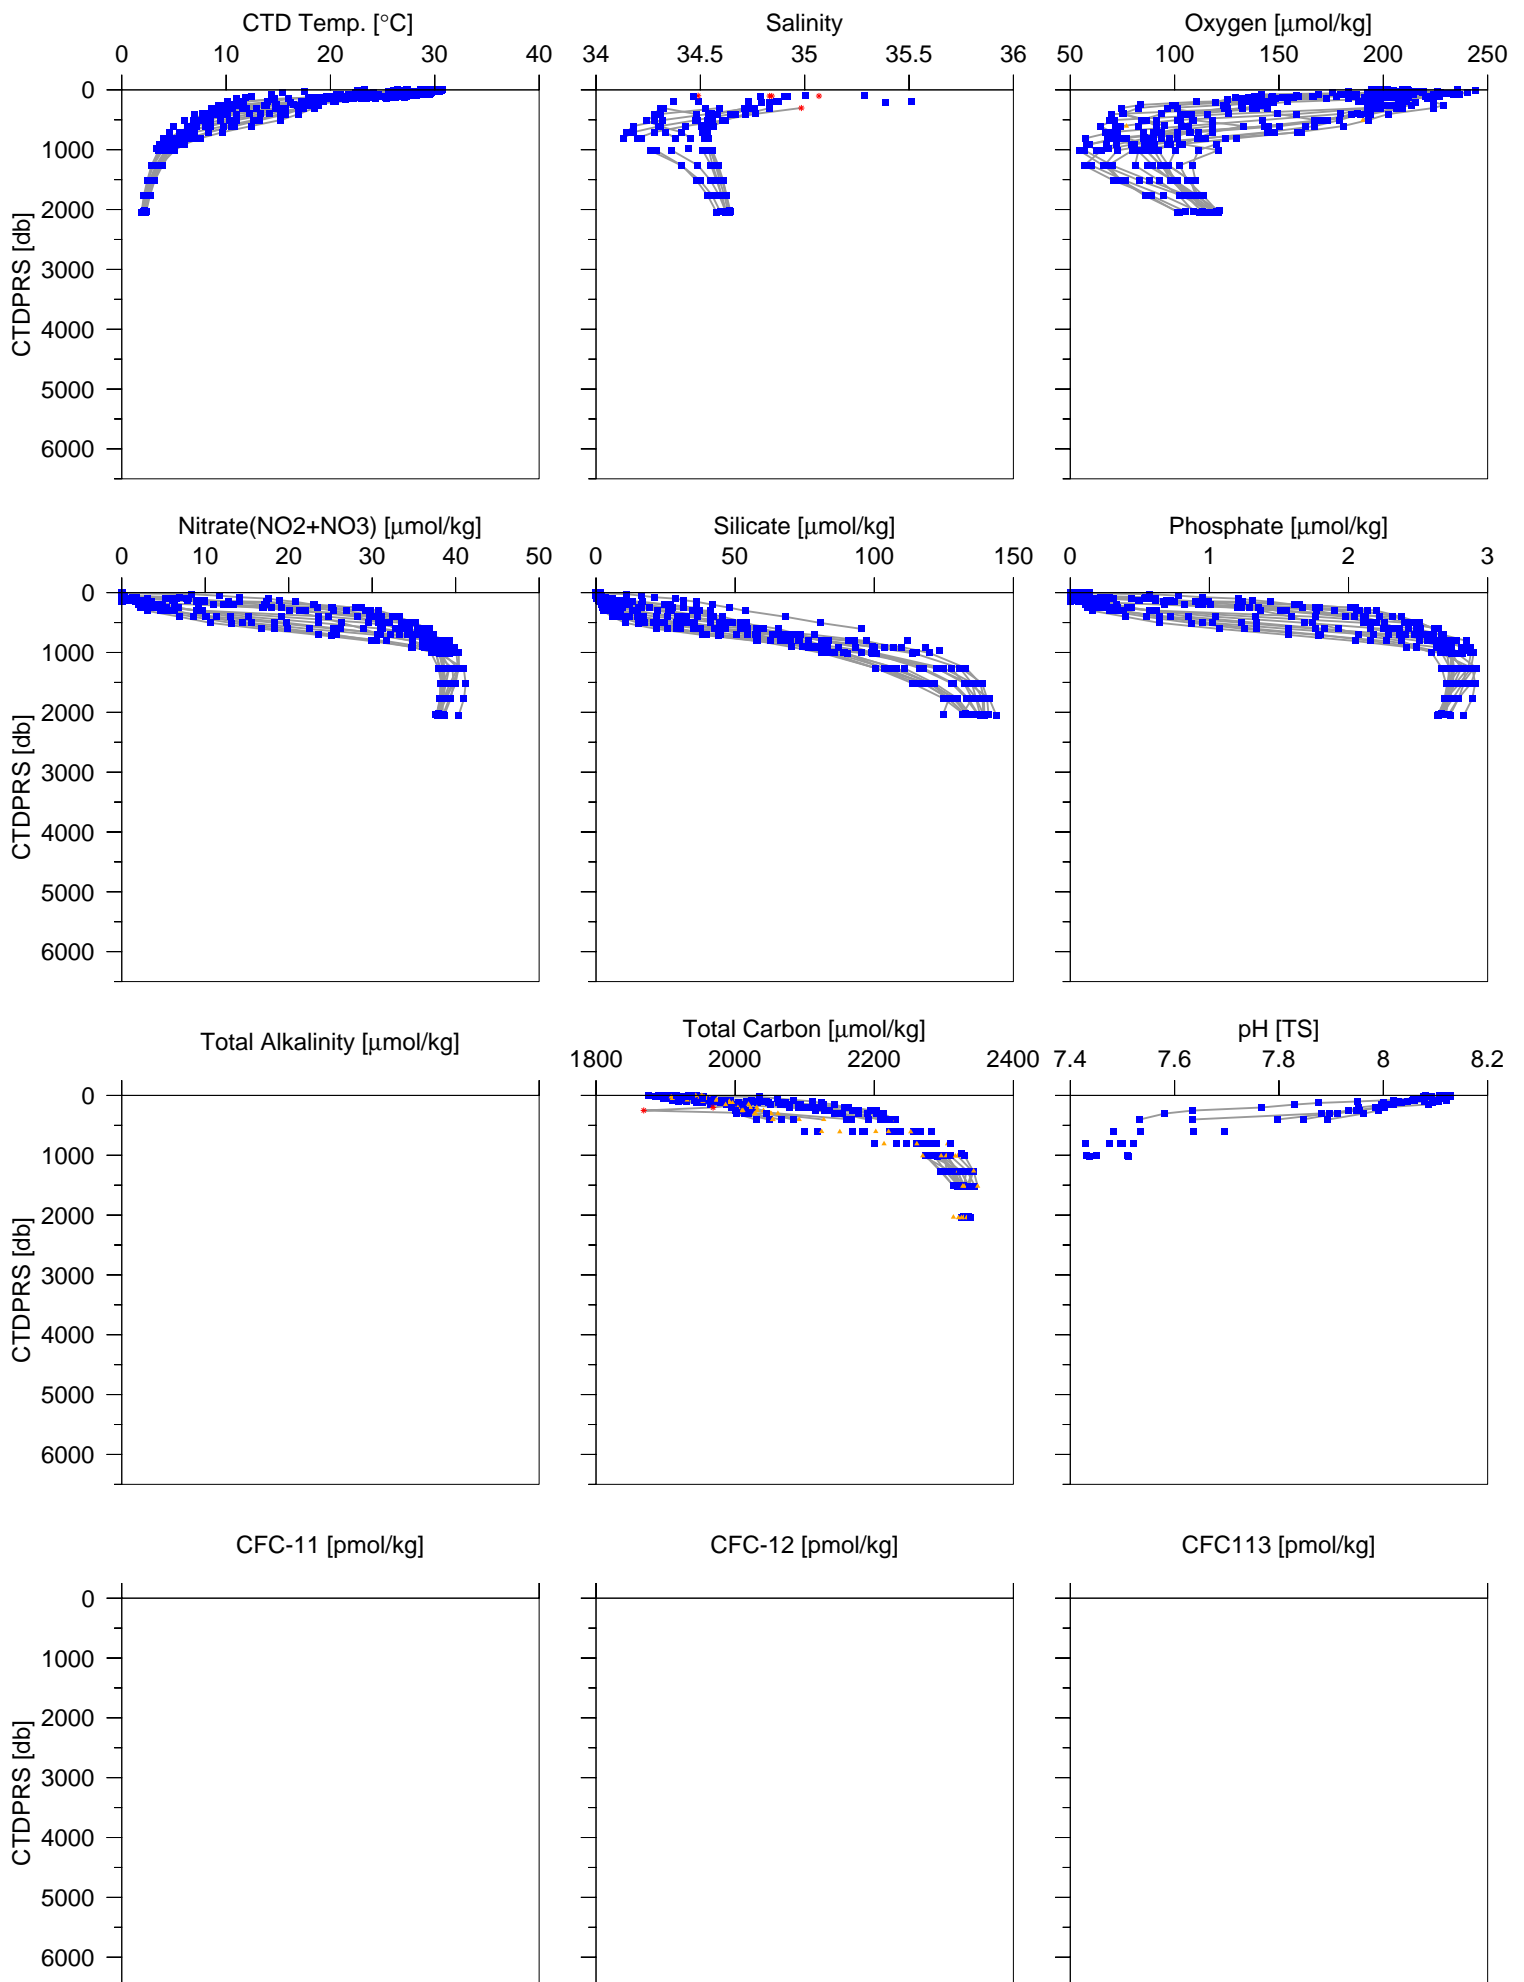 CTD Temp. [°C] Salinity Oxygen [µmol/kg]
0 10 20 30 40 34 34.5 35 35.5 36 50 100 150 200 250
0
1000
2000
3000
4000
5000
6000
CTDPRS [db]
Nitrate(NO2+NO3) [µmol/kg] Silicate [µmol/kg] Phosphate [µmol/kg]
0 10 20 30 40 50 0 50 100 150 0 1 2 3
0
1000
2000
3000
4000
5000
6000
CTDPRS [db]
Total Alkalinity [µmol/kg] Total Carbon [µmol/kg] pH [TS]
1800 2000 2200 2400 7.4 7.6 7.8 8 8.2
0
1000
2000
3000
4000
5000
6000
CTDPRS [db]
CFC-11 [pmol/kg] CFC-12 [pmol/kg] CFC113 [pmol/kg]
0
1000
2000
3000
4000
5000
6000
CTDPRS [db]